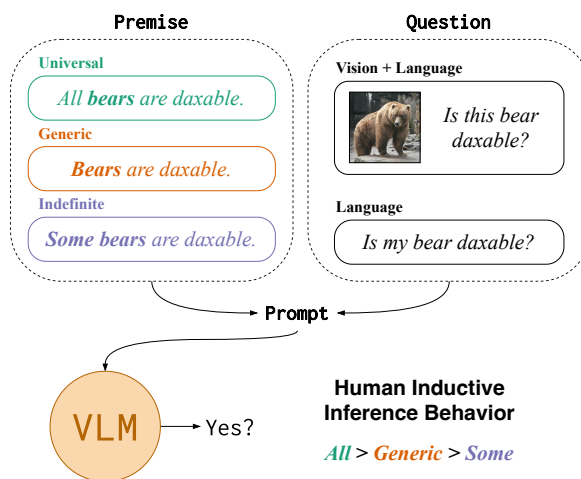 Premise
Universal
All bears are daxable.
Generic
Bears are daxable.
Indefinite
Some bears are daxable.
Question
Vision + Language
Is this bear
daxable?
Language
Is my bear daxable?
Prompt
VLM
Yes?
Human Inductive
Inference Behavior
All > Generic > Some